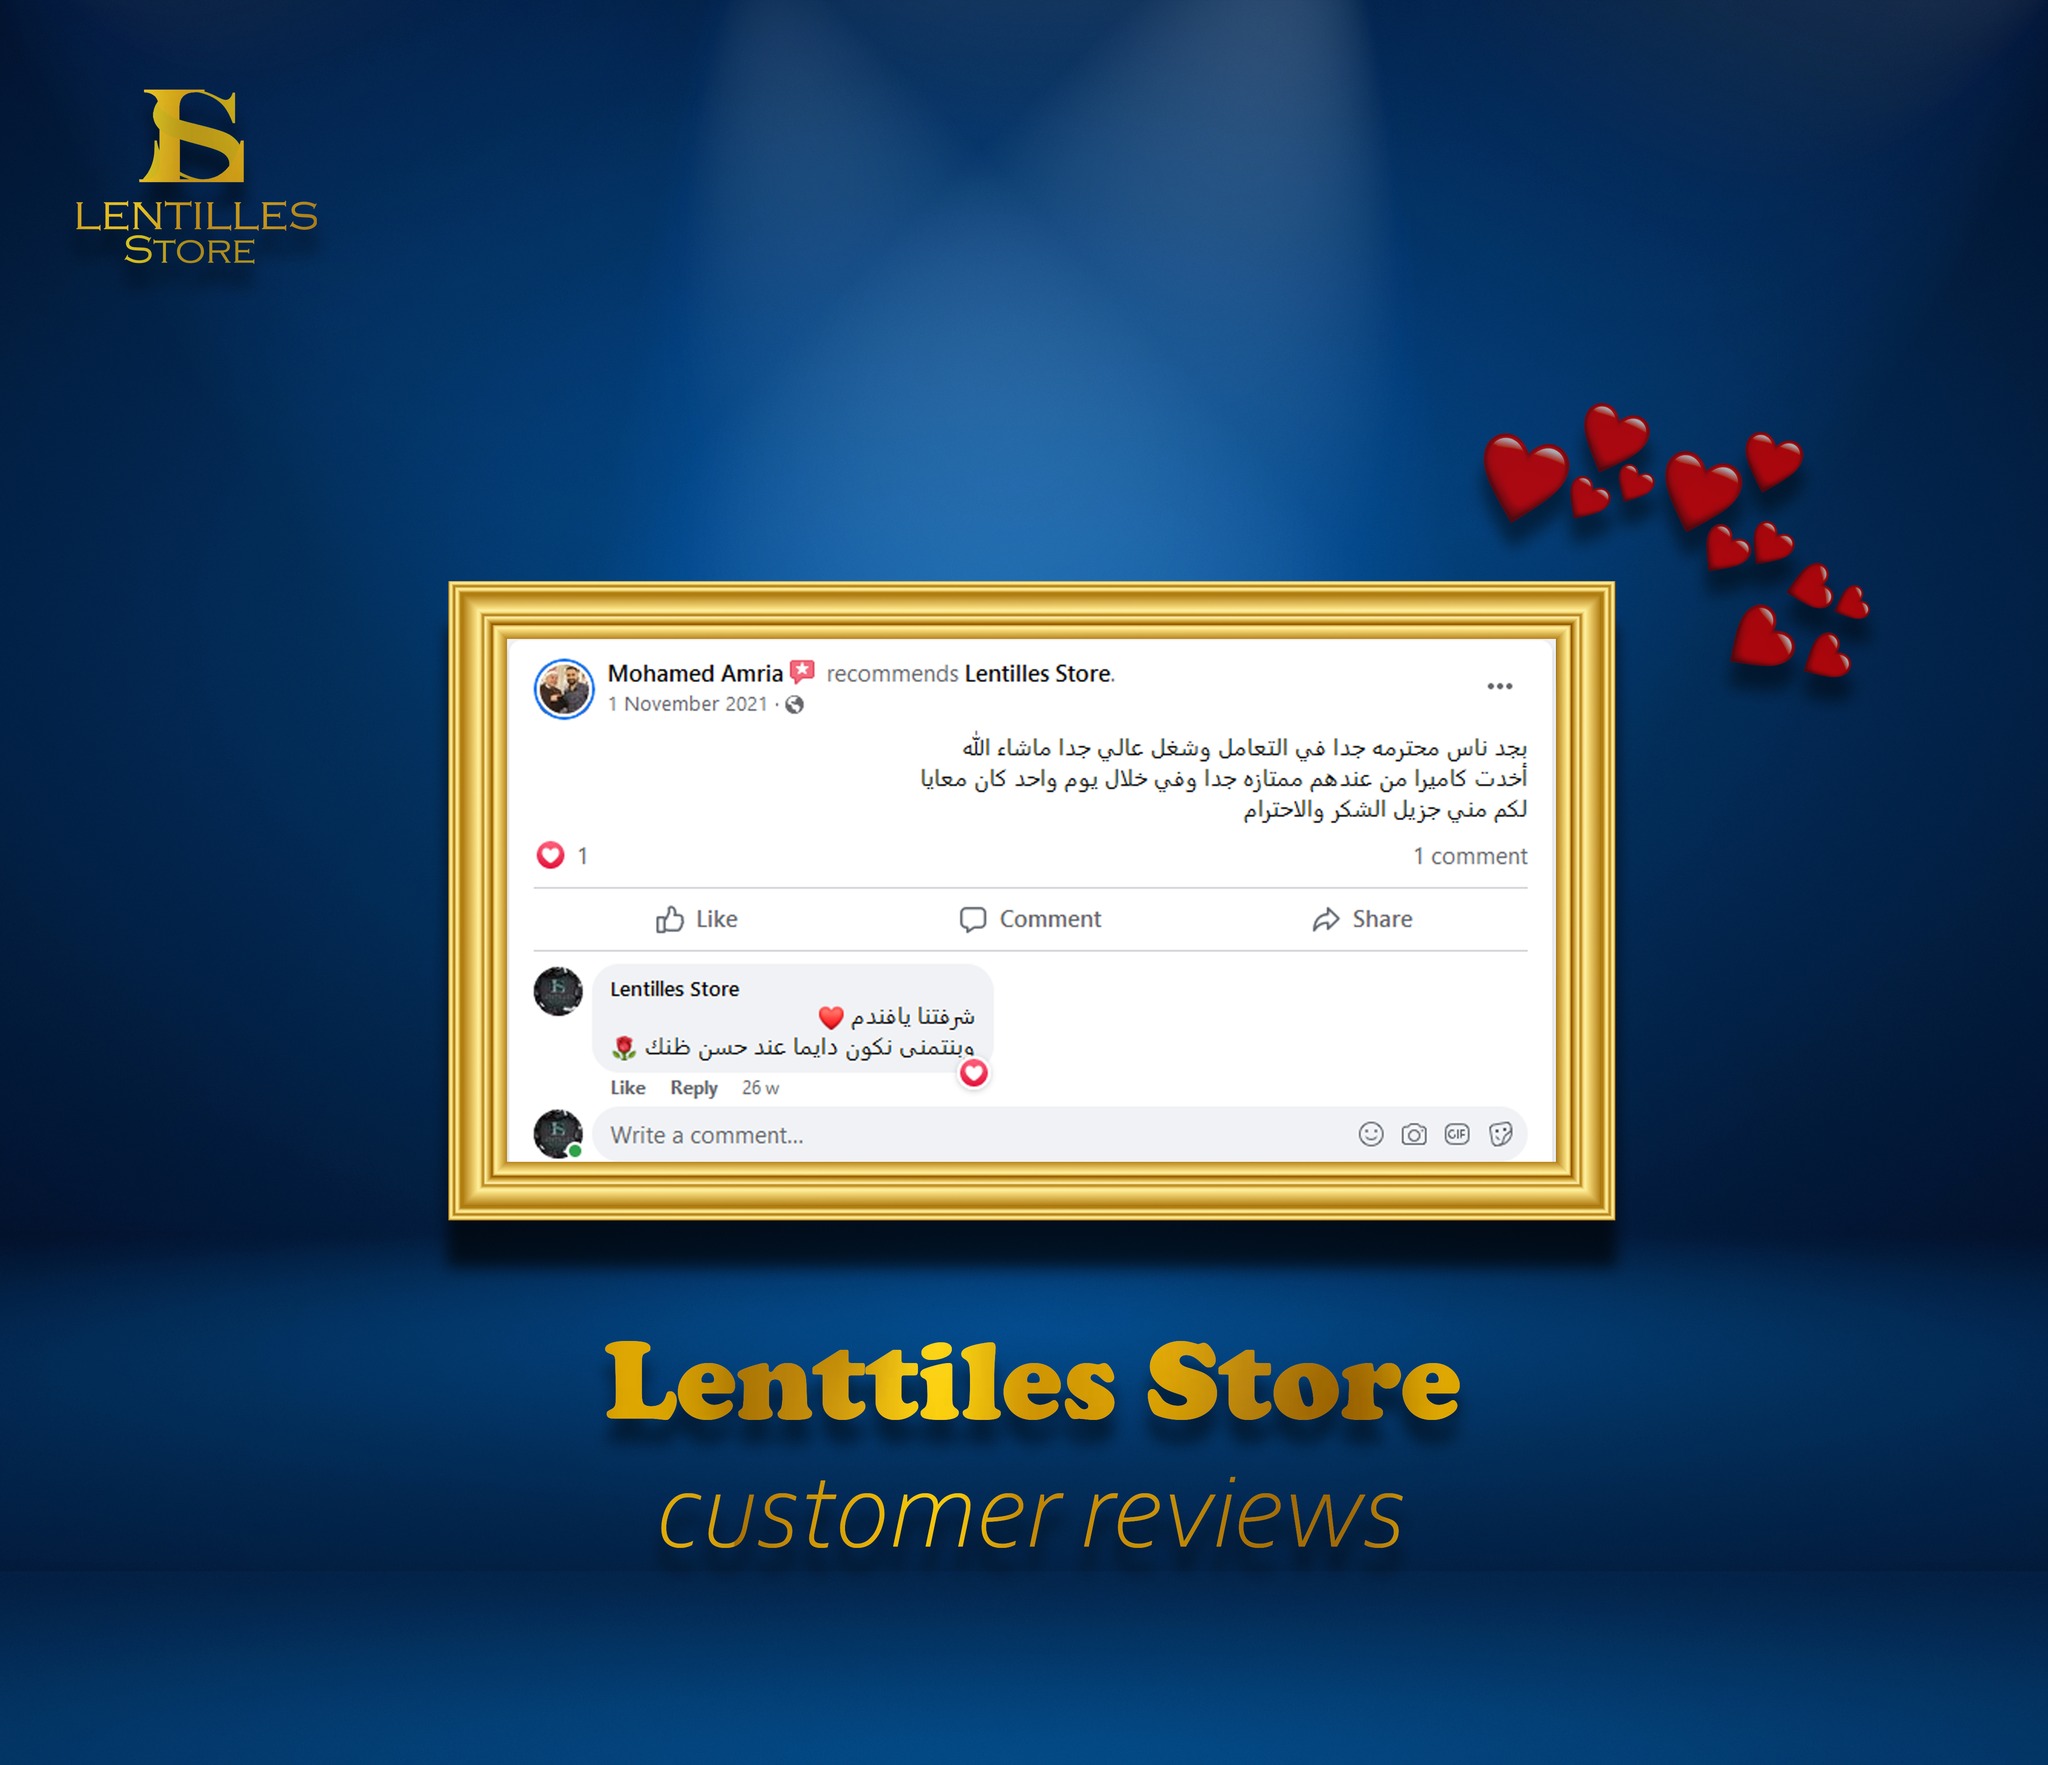 LS
LENTILLES
STORE
Mohamed Amria recommends Lentilles Store.
1 November 2021 ·
بجد ناس محترمه جدا في التعامل وشغل عالي جدا ماشاء الله
أخدت كاميرا من عندهم ممتازه جدا وفي خلال يوم واحد كان معايا
لكم مني جزيل الشكر والاحترام
1
1 comment
Like
Comment
Share
Lentilles Store
شرفتنا يافندم ❤️
وبنتمنى نكون دايما عند حسن ظنك 🌹
Like Reply 26 w
Write a comment...
GIF
Lenttiles Store
customer reviews